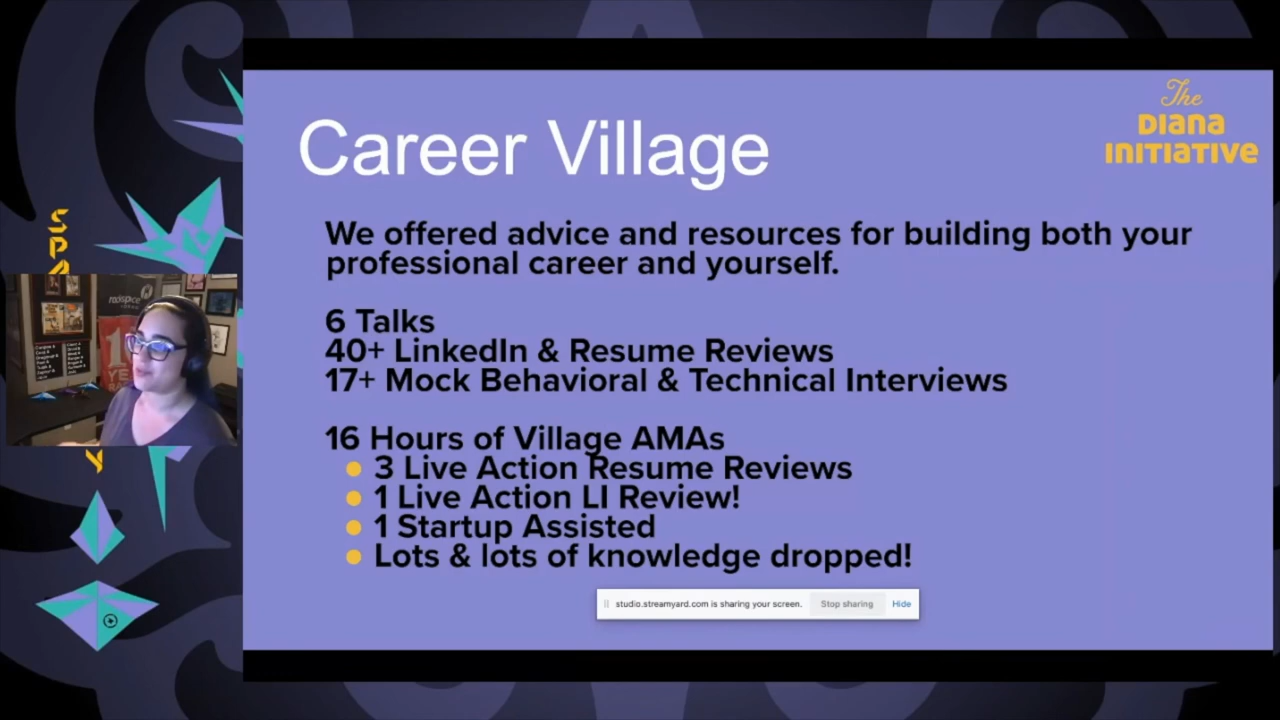 The
DIANA
INITIATIVE
Career Village
We offered advice and resources for building both your
professional career and yourself.
6 Talks
40+ LinkedIn & Resume Reviews
17+ Mock Behavioral & Technical Interviews
16 Hours of Village AMAs
3 Live Action Resume Reviews
1 Live Action LI Review!
1 Startup Assisted
Lots & lots of knowledge dropped!
studio.streamyard.com is sharing your screen. Stop sharing Hide